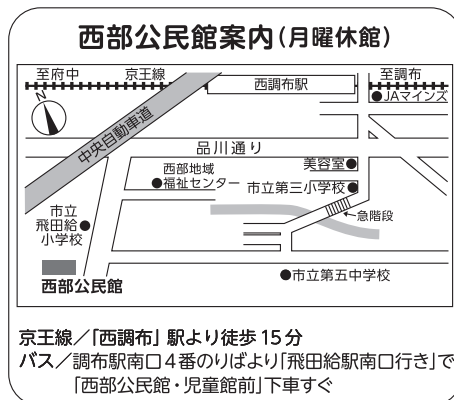 西部公民館案内(月曜休館)
至府中
京王線
西調布駅
至調布
N
●JAマインズ
中央自動車道
品川通り
美容室●
西部地域
●福祉センター
市立第三小学校●
←急階段
市立
飛田給●
小学校
西部公民館
●市立第五中学校
京王線/「西調布」駅より徒歩15分
バス/調布駅南口4番のりばより「飛田給駅南口行き」で
「西部公民館・児童館前」下車すぐ